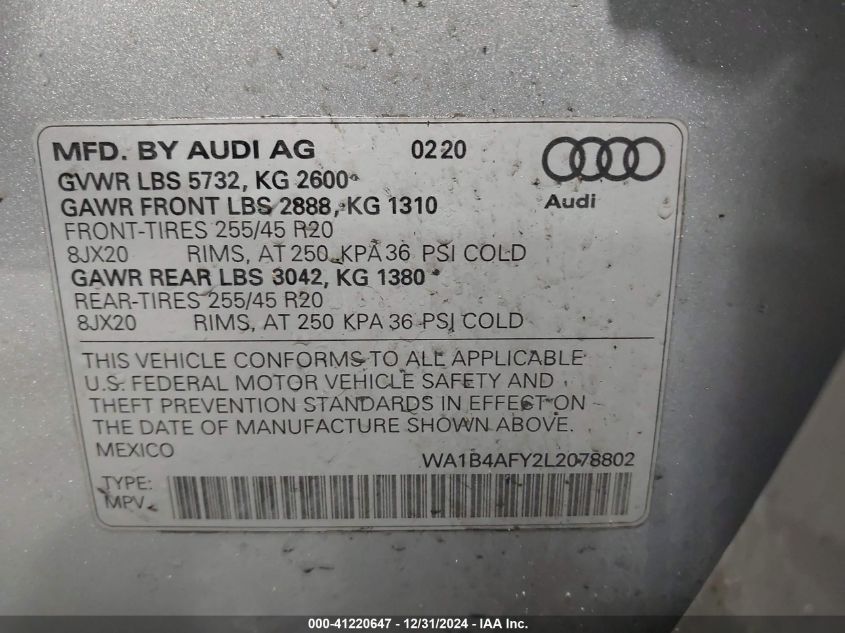 MFD. BY AUDI AG 0220
GVWR LBS 5732, KG 2600
GAWR FRONT LBS 2888, KG 1310
Audi
FRONT-TIRES 255/45 R20
8JX20 RIMS, AT 250 KPA 36 PSI COLD
GAWR REAR LBS 3042, KG 1380
REAR-TIRES 255/45 R20
8JX20 RIMS, AT 250 KPA 36 PSI COLD
THIS VEHICLE CONFORMS TO ALL APPLICABLE
U.S. FEDERAL MOTOR VEHICLE SAFETY AND
THEFT PREVENTION STANDARDS IN EFFECT ON
THE DATE OF MANUFACTURE SHOWN ABOVE.
MEXICO WA1B4AFY2L2078802
TYPE:
MPV
000-41220647 - 12/31/2024 - IAA Inc.